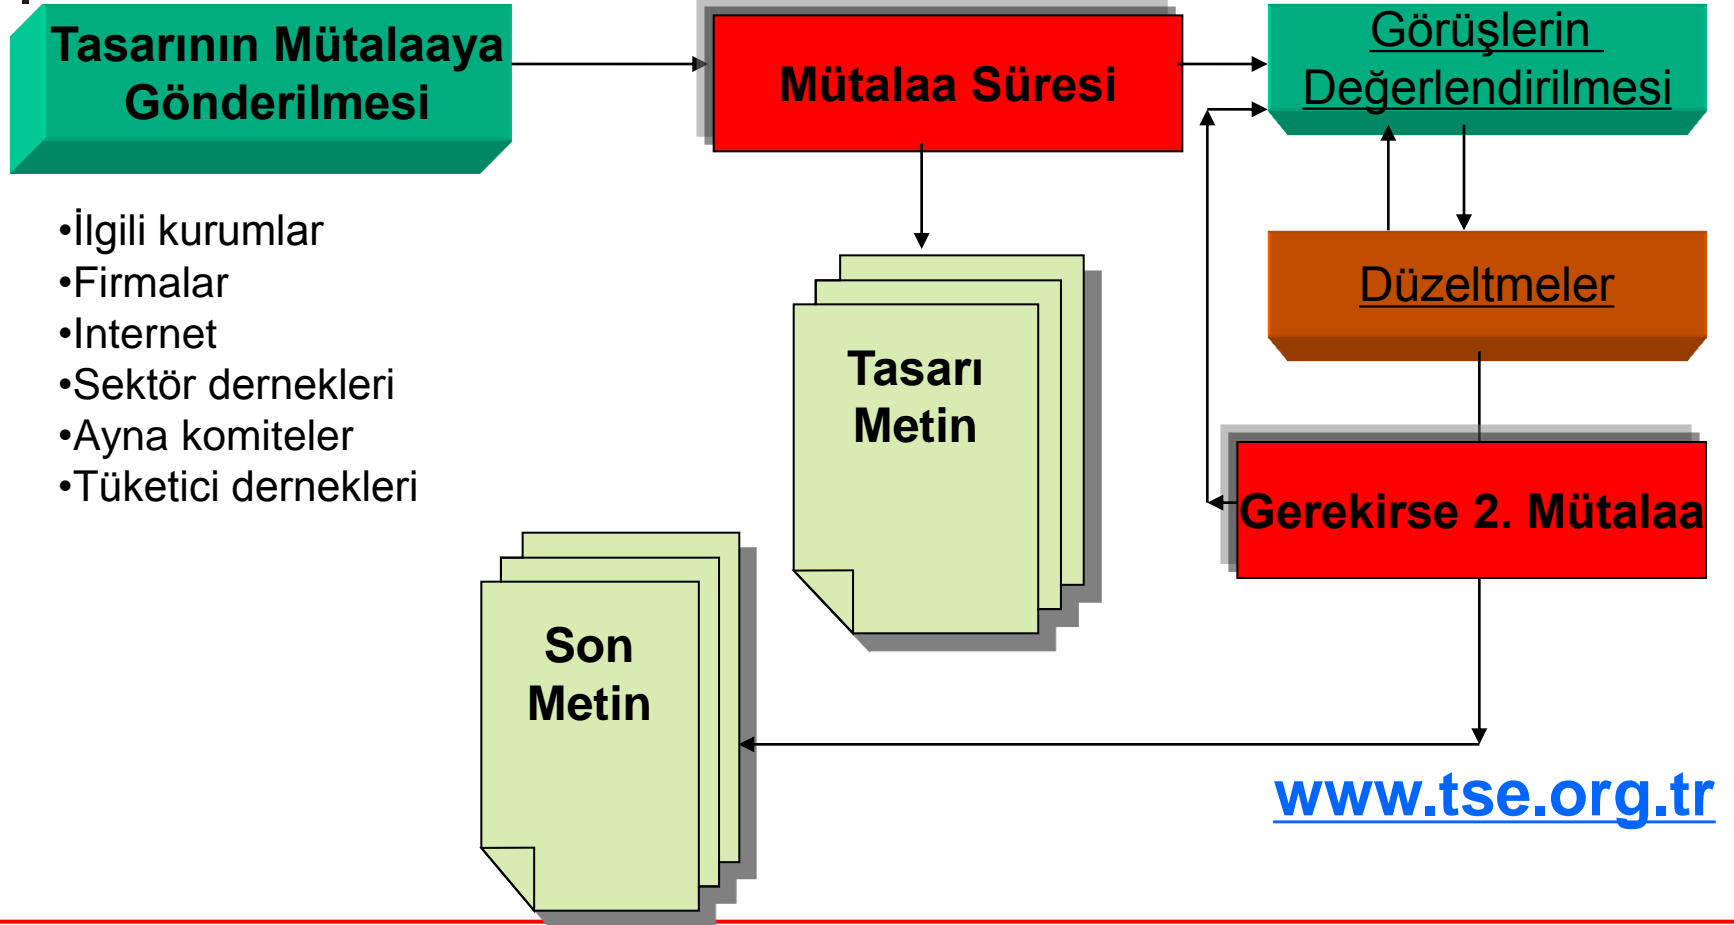 Tasarının Mütalaaya
Gönderilmesi
Mütalaa Süresi
Görüşlerin
Değerlendirilmesi
•İlgili kurumlar
•Firmalar
•Internet
•Sektör dernekleri
•Ayna komiteler
•Tüketici dernekleri
Düzeltmeler
Tasarı
Metin
Gerekirse 2. Mütalaa
Son
Metin
www.tse.org.tr